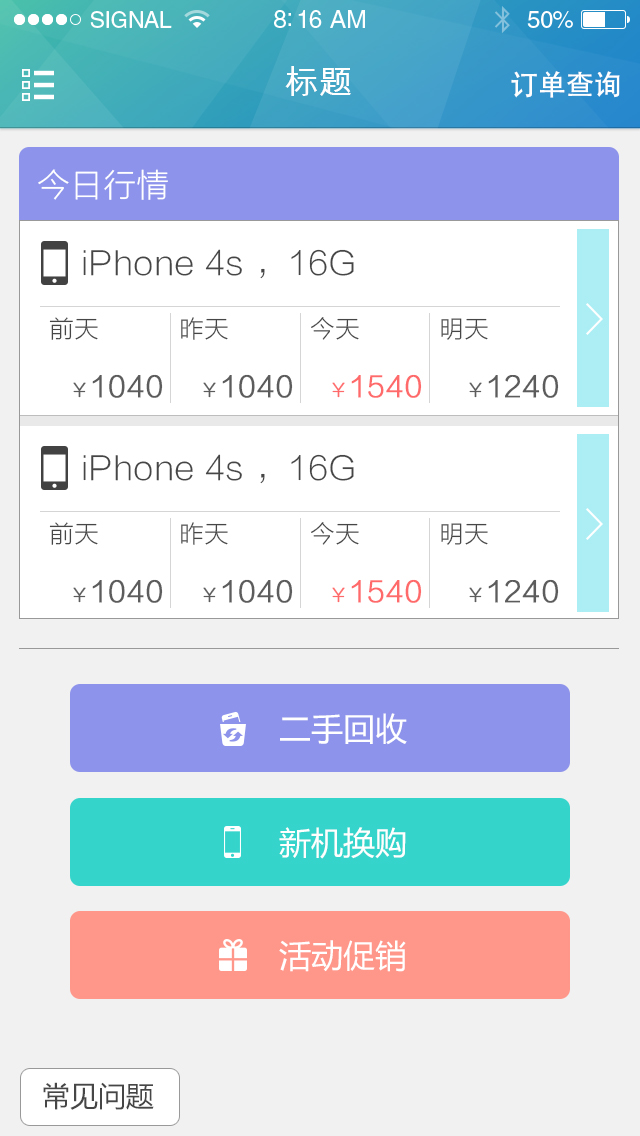 SIGNAL 8:16 AM 50%
标题 订单查询
今日行情
iPhone 4s ，16G
前天 昨天 今天 明天
¥1040 ¥1040 ¥1540 ¥1240
iPhone 4s ，16G
前天 昨天 今天 明天
¥1040 ¥1040 ¥1540 ¥1240
二手回收
新机换购
活动促销
常见问题